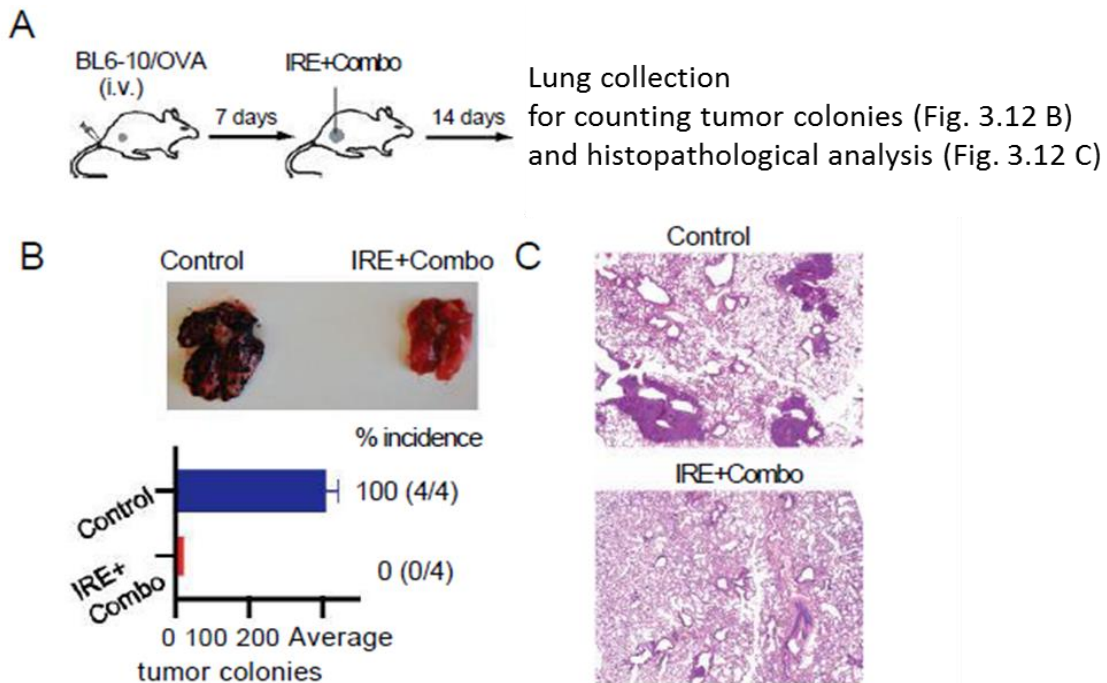 A
BL6-10/OVA
(i.v.)
7 days
IRE+Combo
14 days
Lung collection
for counting tumor colonies (Fig. 3.12 B)
and histopathological analysis (Fig. 3.12 C)
B
Control
IRE+Combo
% incidence
Control
100 (4/4)
IRE+
Combo
0 (0/4)
0 100 200 Average
tumor colonies
C
Control
IRE+Combo